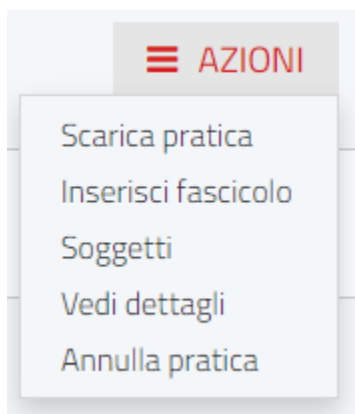 AZIONI
Scarica pratica
Inserisci fascicolo
Soggetti
Vedi dettagli
Annulla pratica